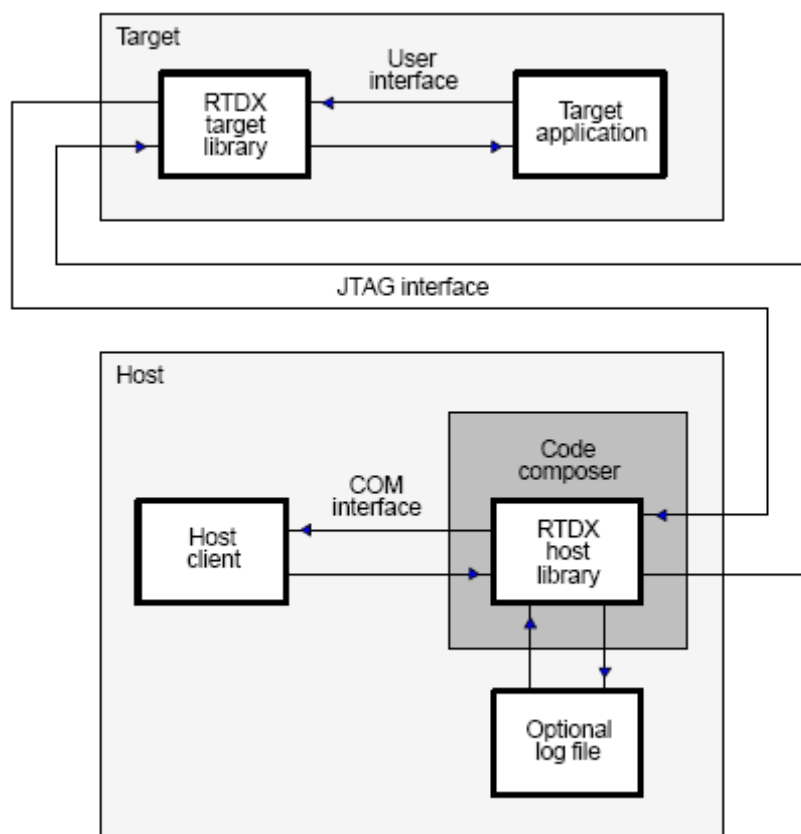 Target
User
interface
RTDX
target
library
Target
application
JTAG interface
Host
Code
composer
COM
interface
Host
client
RTDX
host
library
Optional
log file